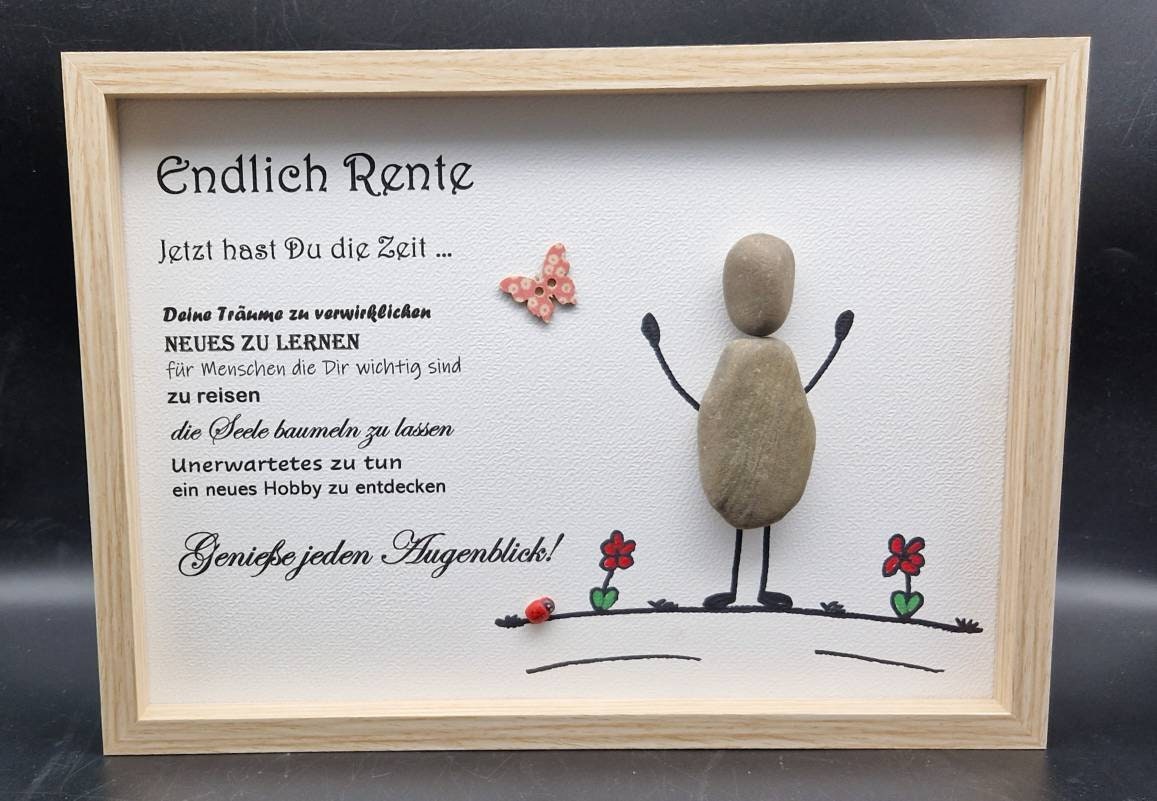 Endlich Rente
Jetzt hast Du die Zeit ...
Deine Träume zu verwirklichen
NEUES ZU LERNEN
für Menschen die Dir wichtig sind
zu reisen
die Seele baumeln zu lassen
Unerwartetes zu tun
ein neues Hobby zu entdecken
Genieße jeden Augenblick!